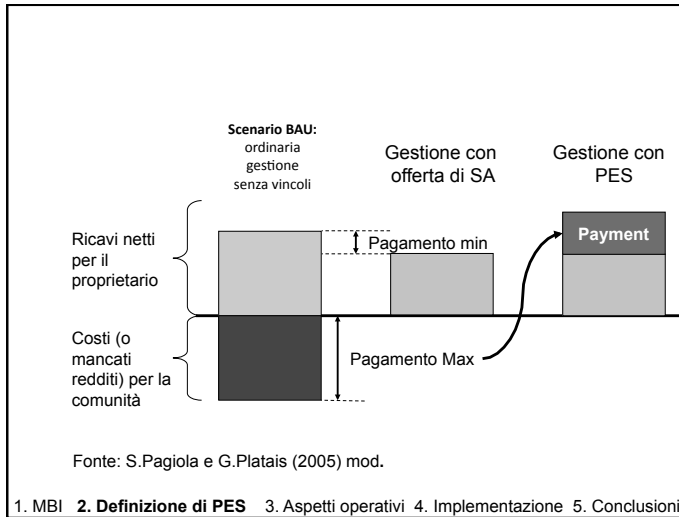 Scenario BAU:
ordinaria
gestione
senza vincoli
Gestione con
offerta di SA
Gestione con
PES
Ricavi netti
per il
proprietario
Pagamento min
Payment
Costi (o
mancati
redditi) per la
comunità
Pagamento Max
Fonte: S.Pagiola e G.Platais (2005) mod.
1. MBI 2. Definizione di PES 3. Aspetti operativi 4. Implementazione 5. Conclusioni